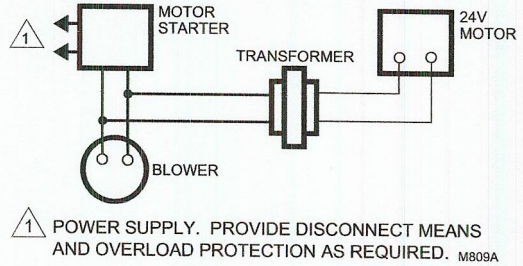 MOTOR
STARTER
1
TRANSFORMER
24V
MOTOR
BLOWER
1 POWER SUPPLY. PROVIDE DISCONNECT MEANS
AND OVERLOAD PROTECTION AS REQUIRED. M809A